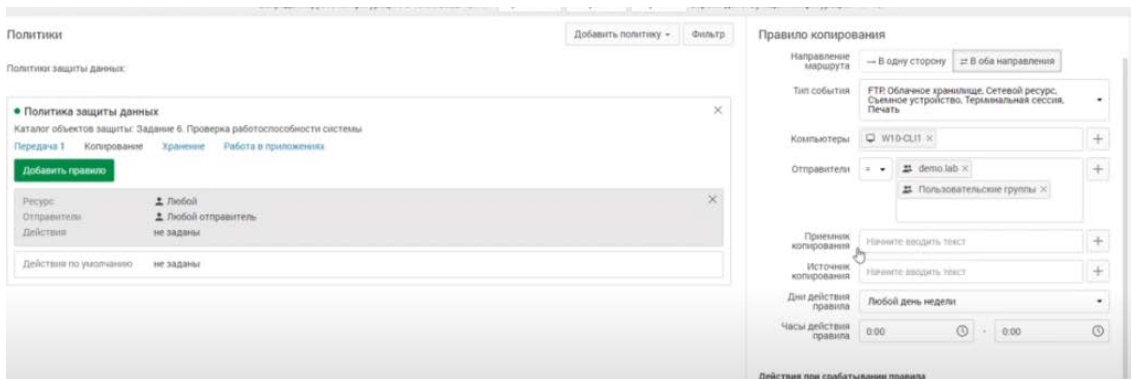 Политики
Добавить политику
Фильтр
Политики защиты данных:
Политика защиты данных
Каталог объектов защиты: Задание 6. Проверка работоспособности системы
Передача 1 Копирование Хранение Работа в приложениях
Добавить правило
Ресурс Любой
Отправители Любой отправитель
Действия не заданы
Действия по умолчанию не заданы
Правило копирования
Направление маршрута
→ В одну сторону ⇄ В оба направления
Тип события
FTP, Облачное хранилище, Сетевой ресурс,
Съемное устройство, Терминальная сессия,
Печать
Компьютеры W10-CLI1 ×
Отправители = demo.lab ×
Пользовательские группы ×
Приемник
копирования
Начните вводить текст
Источник
копирования
Начните вводить текст
Дни действия
правила
Любой день недели
Часы действия
правила
0:00 - 0:00
Действия при срабатывании правила